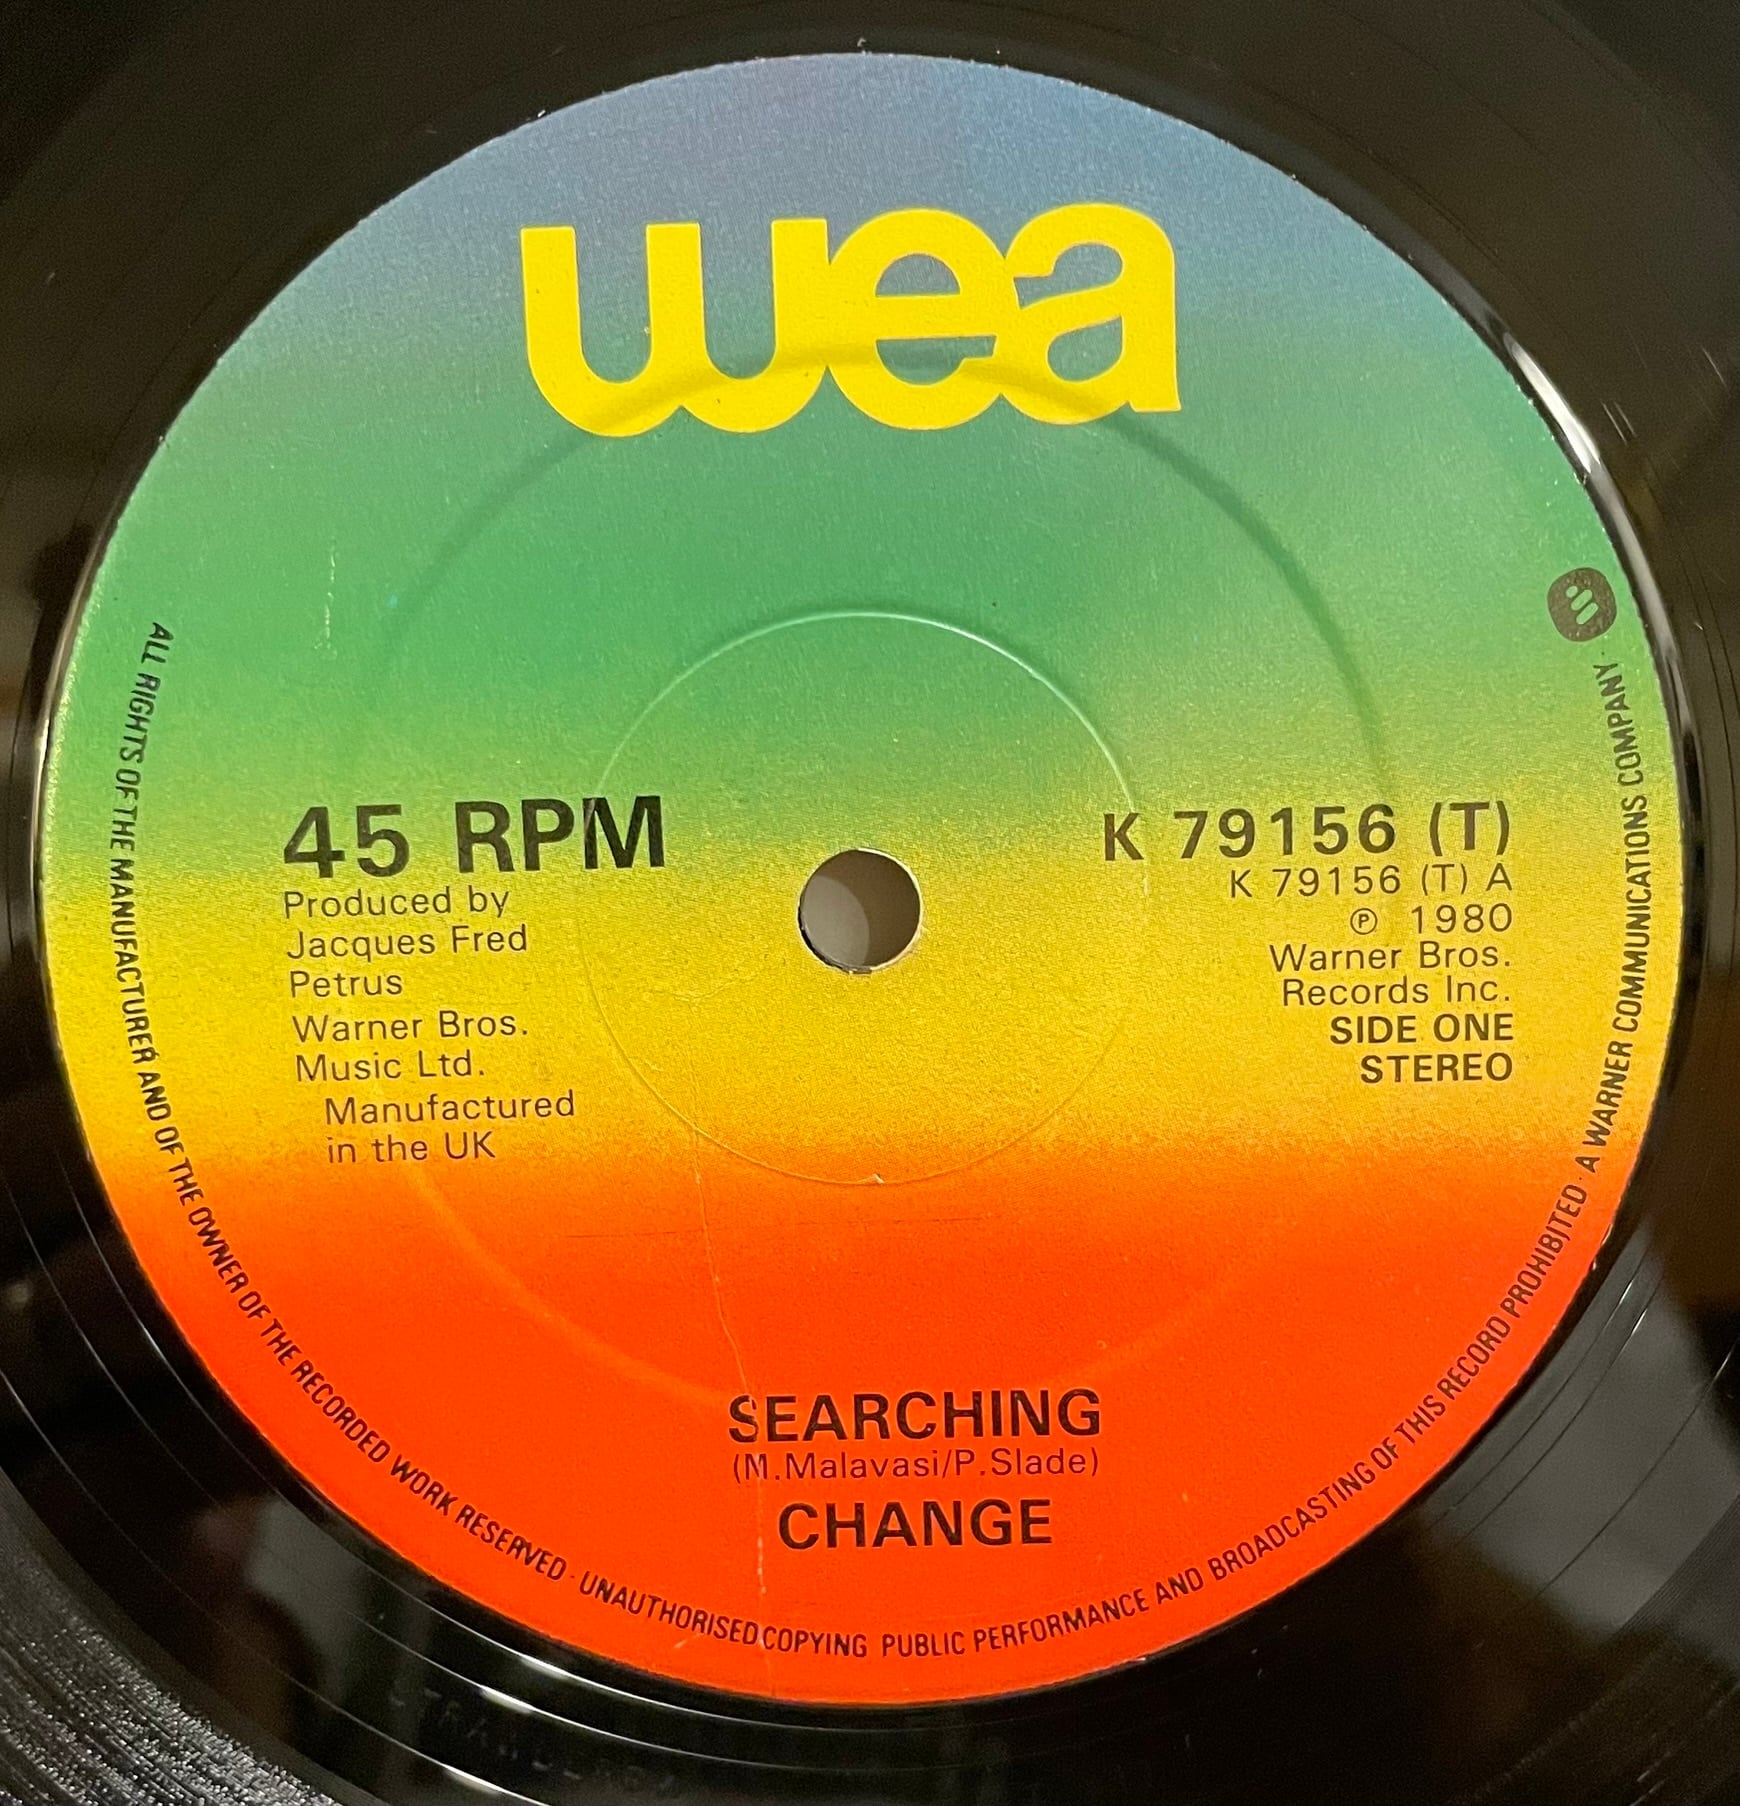 wea
45 RPM
Produced by
Jacques Fred
Petrus
Warner Bros.
Music Ltd.
Manufactured
in the UK
K 79156 (T)
K 79156 (T) A
℗ 1980
Warner Bros.
Records Inc.
SIDE ONE
STEREO
SEARCHING
(M.Malavasi/P.Slade)
CHANGE
ALL RIGHTS OF THE MANUFACTURER AND OF THE OWNER OF THE RECORDED WORK RESERVED · UNAUTHORISED COPYING PUBLIC PERFORMANCE AND BROADCASTING OF THIS RECORD PROHIBITED · A WARNER COMMUNICATIONS COMPANY ·